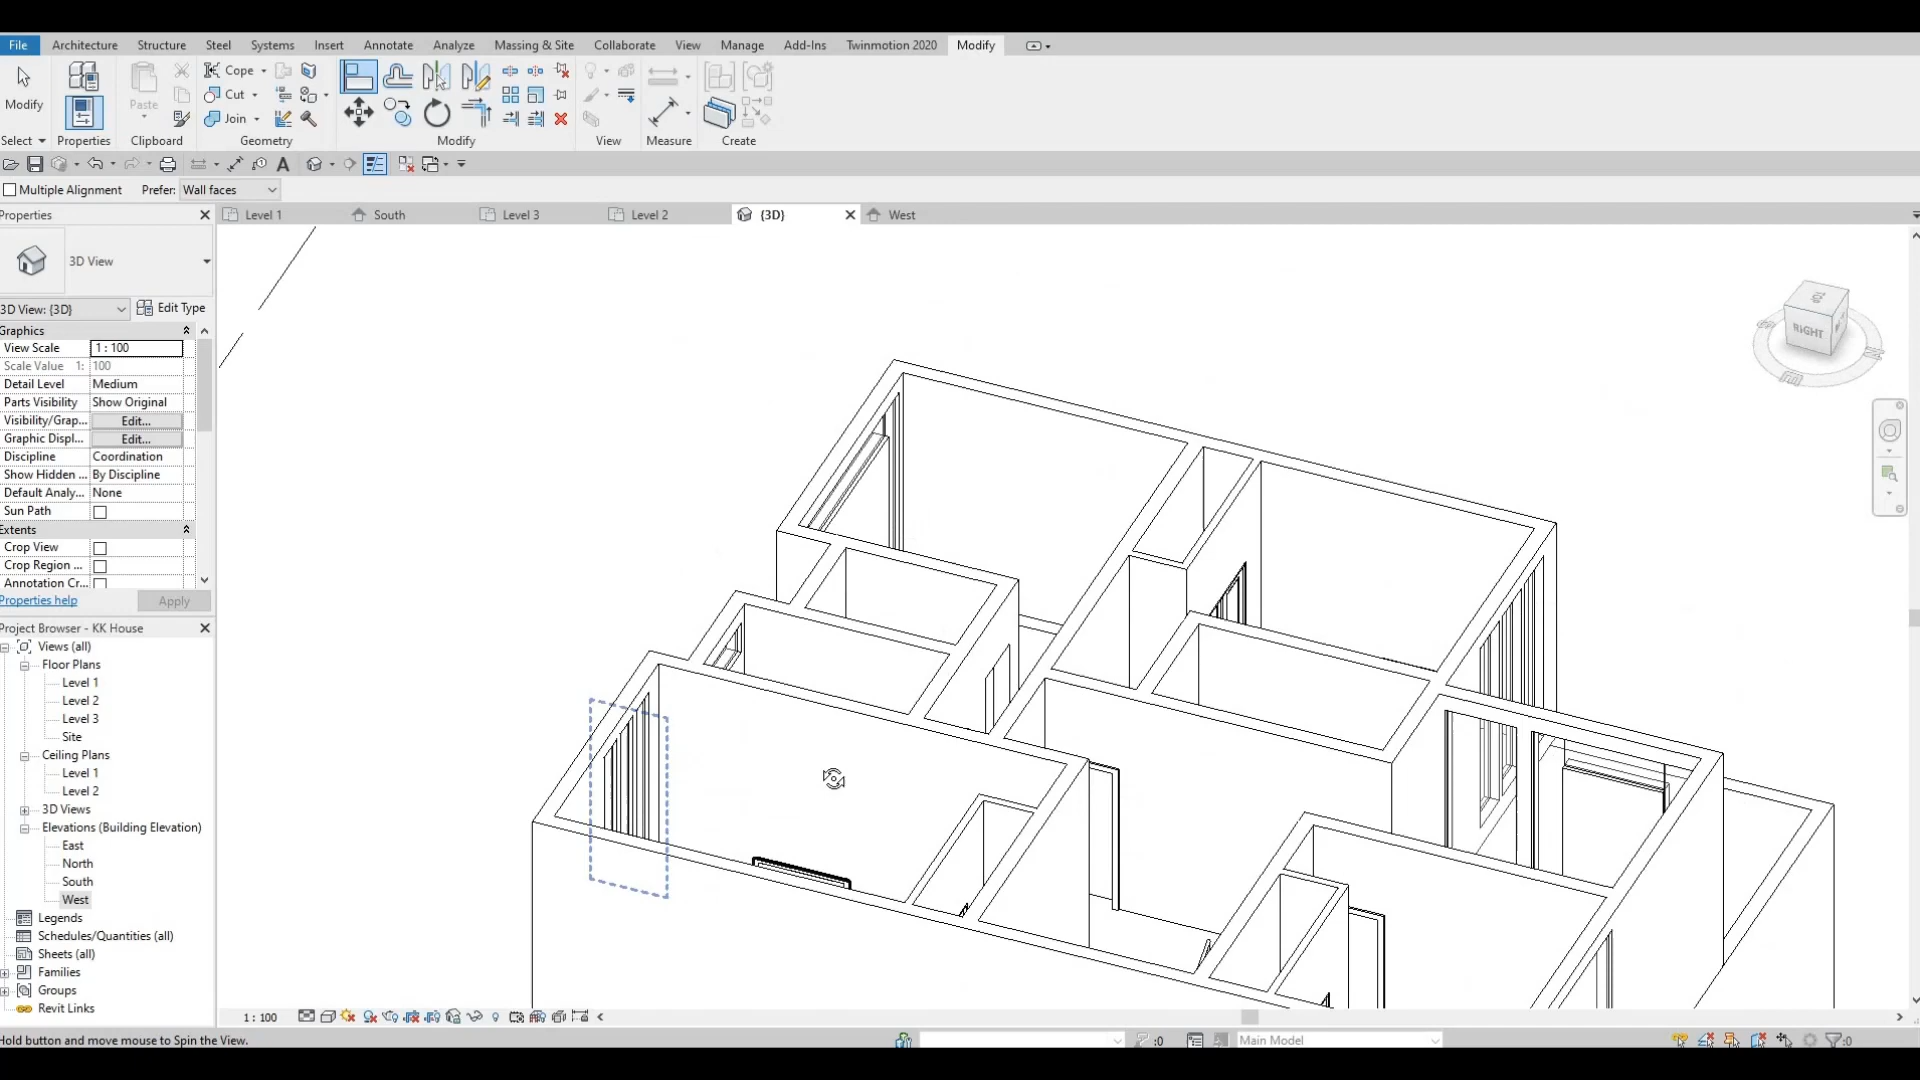 File Architecture Structure Steel Systems Insert Annotate Analyze Massing & Site Collaborate View Manage Add-Ins Twinmotion 2020 Modify
Modify Paste Cope
Cut
Join
Select Properties Clipboard Geometry Modify View Measure Create
Multiple Alignment Prefer: Wall faces
Properties Level 1 South Level 3 Level 2 {3D} West
3D View
3D View: {3D} Edit Type
Graphics
View Scale 1 : 100
Scale Value 1: 100
Detail Level Medium
Parts Visibility Show Original
Visibility/Grap... Edit...
Graphic Displ... Edit...
Discipline Coordination
Show Hidden ... By Discipline
Default Analy... None
Sun Path
Extents
Crop View
Crop Region ...
Annotation Cr...
Properties help Apply
Project Browser - KK House
Views (all)
Floor Plans
Level 1
Level 2
Level 3
Site
Ceiling Plans
Level 1
Level 2
3D Views
Elevations (Building Elevation)
East
North
South
West
Legends
Schedules/Quantities (all)
Sheets (all)
Families
Groups
Revit Links
TOP
RIGHT
1 : 100
Hold button and move mouse to Spin the View. :0 Main Model :0